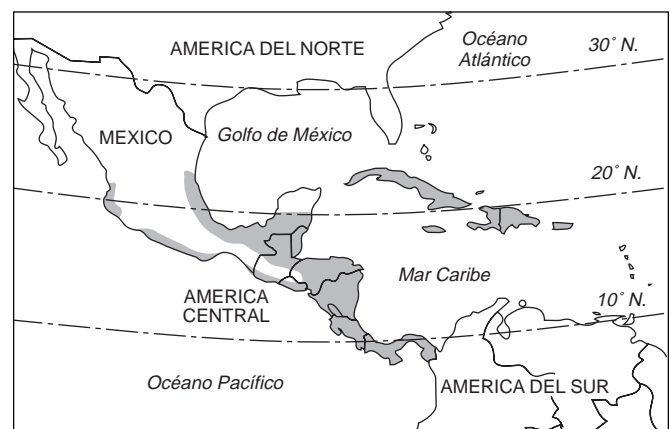 AMERICA DEL NORTE
Océano
Atlántico
30° N.
MEXICO
Golfo de México
20° N.
Mar Caribe
AMERICA
CENTRAL
10° N.
Océano Pacífico
AMERICA DEL SUR